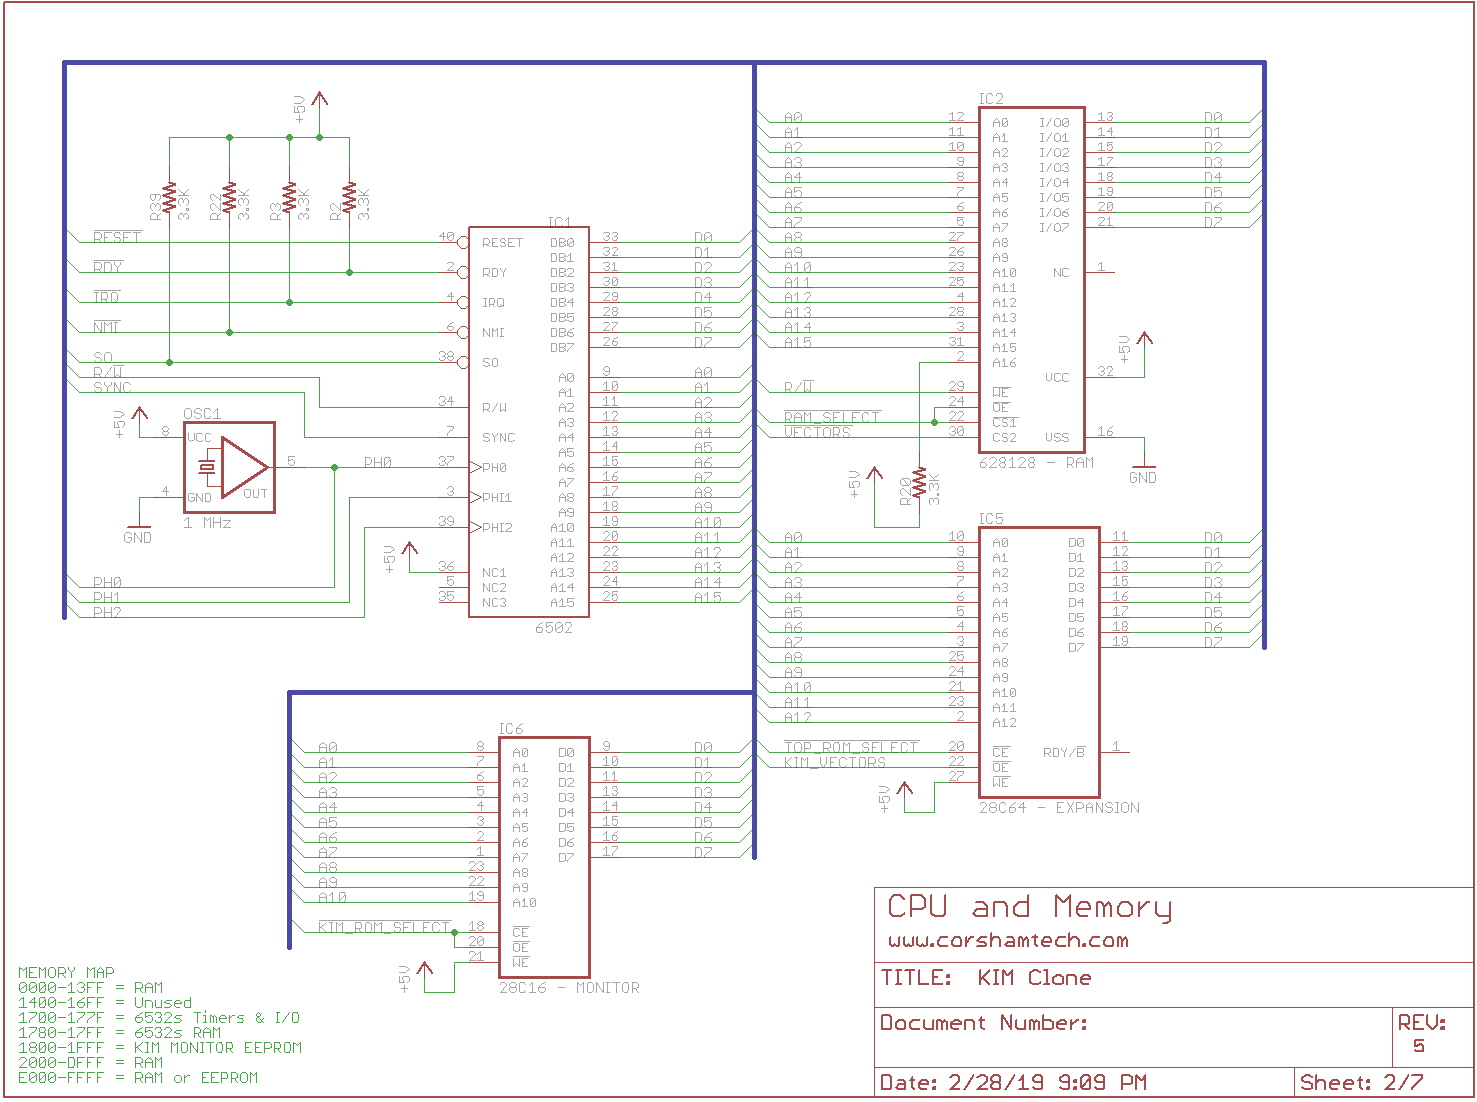 +5V
R39 3.3K
R22 3.3K
R3 3.3K
R2 3.3K
RESET
RDY
IRQ
NMI
SO
R/W
SYNC
IC1
40 RESET DB0 33 D0
DB1 32 D1
2 RDY DB2 31 D2
DB3 30 D3
4 IRQ DB4 29 D4
DB5 28 D5
6 NMI DB6 27 D6
DB7 26 D7
38 SO
A0 9 A0
A1 10 A1
34 R/W A2 11 A2
A3 12 A3
7 SYNC A4 13 A4
A5 14 A5
37 PH0 A6 15 A6
A7 16 A7
3 PHI1 A8 17 A8
A9 18 A9
39 PHI2 A10 19 A10
A11 20 A11
A12 22 A12
36 NC1 A13 23 A13
5 NC2 A14 24 A14
35 NC3 A15 25 A15
6502
+5V
OSC1
8 VCC
5 PH0
4 GND OUT
1 MHz
GND
+5V
PH0
PH1
PH2
IC2
A0 12 A0 I/O0 13 D0
A1 11 A1 I/O1 14 D1
A2 10 A2 I/O2 15 D2
A3 9 A3 I/O3 17 D3
A4 8 A4 I/O4 18 D4
A5 7 A5 I/O5 19 D5
A6 6 A6 I/O6 20 D6
A7 5 A7 I/O7 21 D7
A8 27 A8
A9 26 A9
A10 23 A10 NC 1
A11 25 A11
A12 4 A12
A13 28 A13
A14 3 A14
A15 31 A15
2 A16
+5V
VCC 32
R/W 29 WE
24 OE
RAM_SELECT 22 CS1
VECTORS 30 CS2 VSS 16
628128 - RAM
GND
+5V
R20 3.3K
IC5
A0 10 A0 D0 11 D0
A1 9 A1 D1 12 D1
A2 8 A2 D2 13 D2
A3 7 A3 D3 15 D3
A4 6 A4 D4 16 D4
A5 5 A5 D5 17 D5
A6 4 A6 D6 18 D6
A7 3 A7 D7 19 D7
A8 25 A8
A9 24 A9
A10 21 A10
A11 23 A11
A12 2 A12
TOP_ROM_SELECT 20 CE RDY/B 1
KIM_VECTORS 22 OE
27 WE
+5V
28C64 - EXPANSION
IC6
A0 8 A0 D0 9 D0
A1 7 A1 D1 10 D1
A2 6 A2 D2 11 D2
A3 5 A3 D3 13 D3
A4 4 A4 D4 14 D4
A5 3 A5 D5 15 D5
A6 2 A6 D6 16 D6
A7 1 A7 D7 17 D7
A8 23 A8
A9 22 A9
A10 19 A10
KIM_ROM_SELECT 18 CE
20 OE
21 WE
+5V
28C16 - MONITOR
MEMORY MAP
0000-13FF = RAM
1400-16FF = Unused
1700-177F = 6532s Timers & I/O
1780-17FF = 6532s RAM
1800-1FFF = KIM MONITOR EEPROM
2000-DFFF = RAM
E000-FFFF = RAM or EEPROM
CPU and Memory
www.corshamtech.com
TITLE: KIM Clone
Document Number:
REV:
5
Date: 2/28/19 9:09 PM
Sheet: 2/7